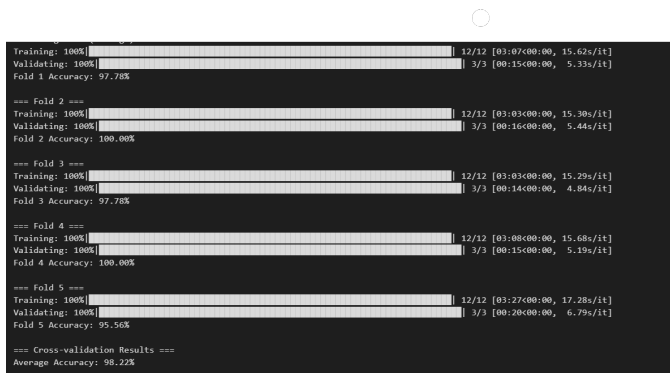 Training: 100%| | 12/12 [03:07<00:00, 15.62s/it]
Validating: 100%| | 3/3 [00:15<00:00, 5.33s/it]
Fold 1 Accuracy: 97.78%
=== Fold 2 ===
Training: 100%| | 12/12 [03:03<00:00, 15.30s/it]
Validating: 100%| | 3/3 [00:16<00:00, 5.44s/it]
Fold 2 Accuracy: 100.00%
=== Fold 3 ===
Training: 100%| | 12/12 [03:03<00:00, 15.29s/it]
Validating: 100%| | 3/3 [00:14<00:00, 4.84s/it]
Fold 3 Accuracy: 97.78%
=== Fold 4 ===
Training: 100%| | 12/12 [03:08<00:00, 15.68s/it]
Validating: 100%| | 3/3 [00:15<00:00, 5.19s/it]
Fold 4 Accuracy: 100.00%
=== Fold 5 ===
Training: 100%| | 12/12 [03:27<00:00, 17.28s/it]
Validating: 100%| | 3/3 [00:20<00:00, 6.79s/it]
Fold 5 Accuracy: 95.56%
=== Cross-validation Results ===
Average Accuracy: 98.22%